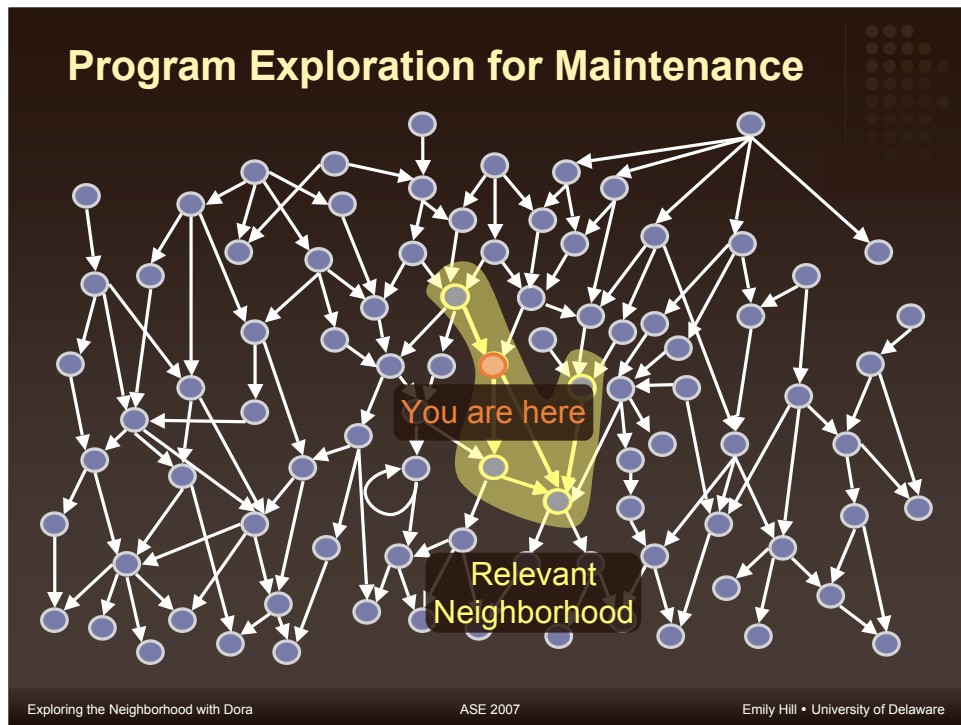 Program Exploration for Maintenance
You are here
Relevant
Neighborhood
Exploring the Neighborhood with Dora
ASE 2007
Emily Hill • University of Delaware